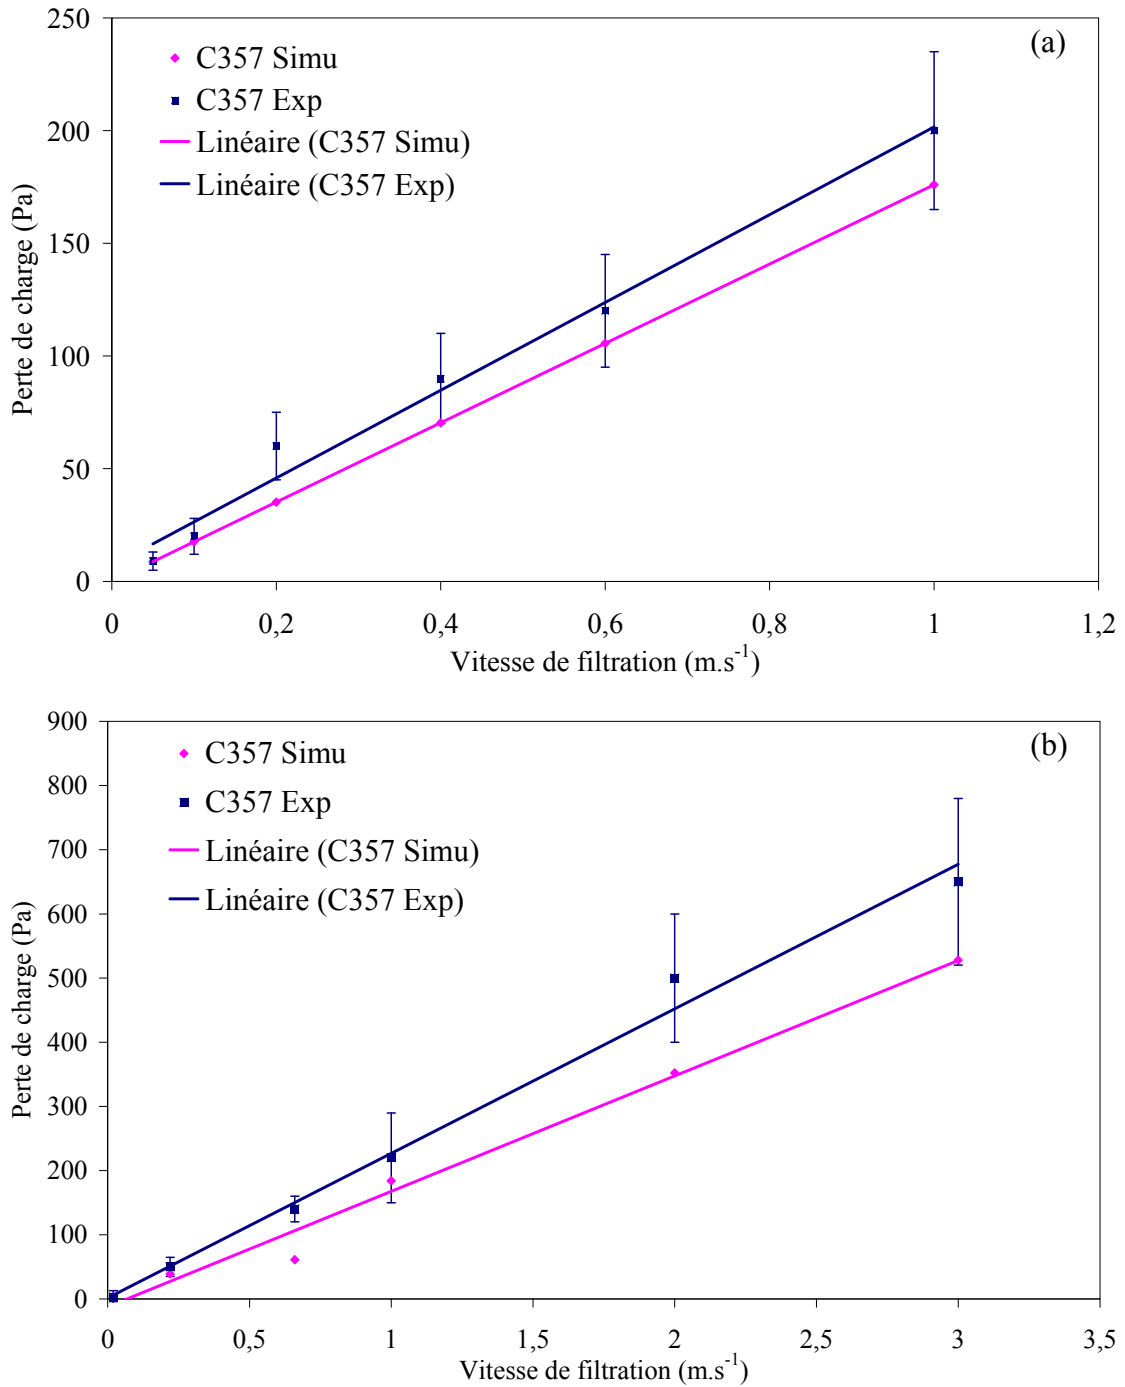 (a)
C357 Simu
C357 Exp
Linéaire (C357 Simu)
Linéaire (C357 Exp)
Perte de charge (Pa)
250
200
150
100
50
0
0 0,2 0,4 0,6 0,8 1 1,2
Vitesse de filtration (m.s⁻¹)
(b)
C357 Simu
C357 Exp
Linéaire (C357 Simu)
Linéaire (C357 Exp)
Perte de charge (Pa)
900
800
700
600
500
400
300
200
100
0
0 0,5 1 1,5 2 2,5 3 3,5
Vitesse de filtration (m.s⁻¹)